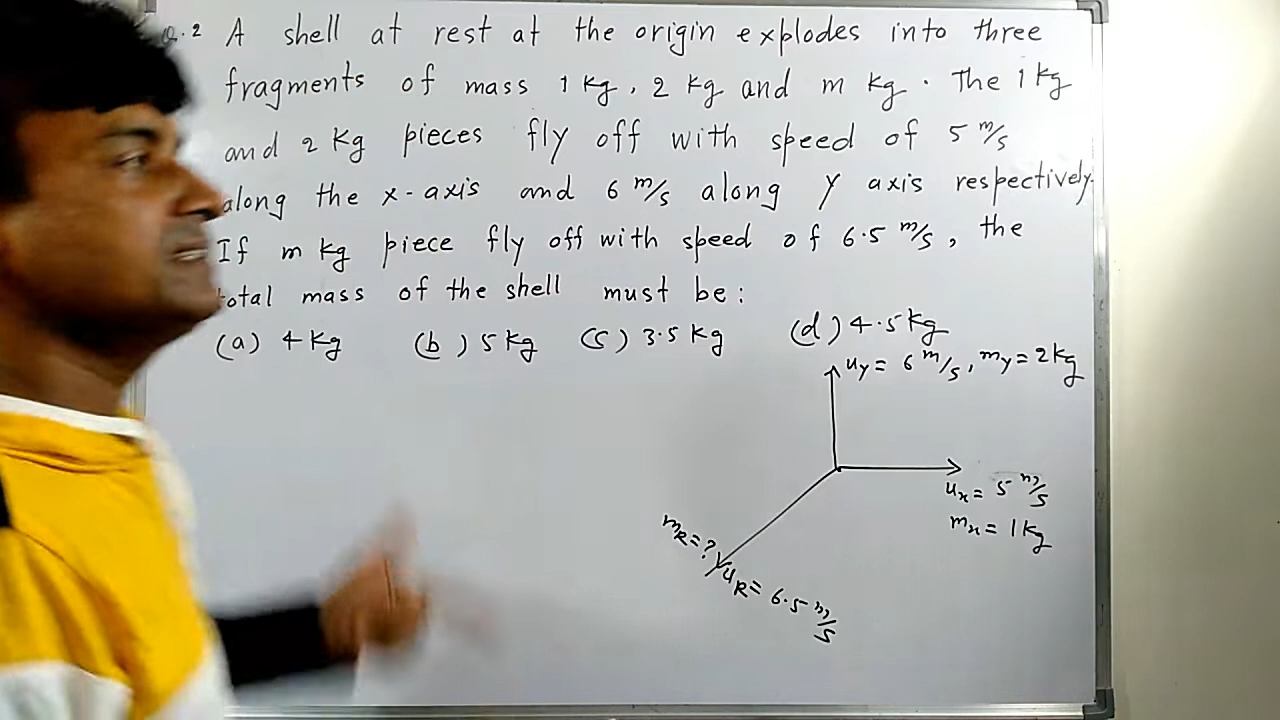 Q.2 A shell at rest at the origin explodes into three
fragments of mass 1 kg, 2 kg and m kg. The 1 kg
and 2 kg pieces fly off with speed of 5 m/s
along the x-axis and 6 m/s along Y axis respectively.
If m kg piece fly off with speed of 6.5 m/s, the
total mass of the shell must be:
(a) 4 kg (b) 5 kg (c) 3.5 kg (d) 4.5 kg
uy = 6 m/s, my = 2 kg
ux = 5 m/s
mx = 1 kg
mR = ?
uR = 6.5 m/s